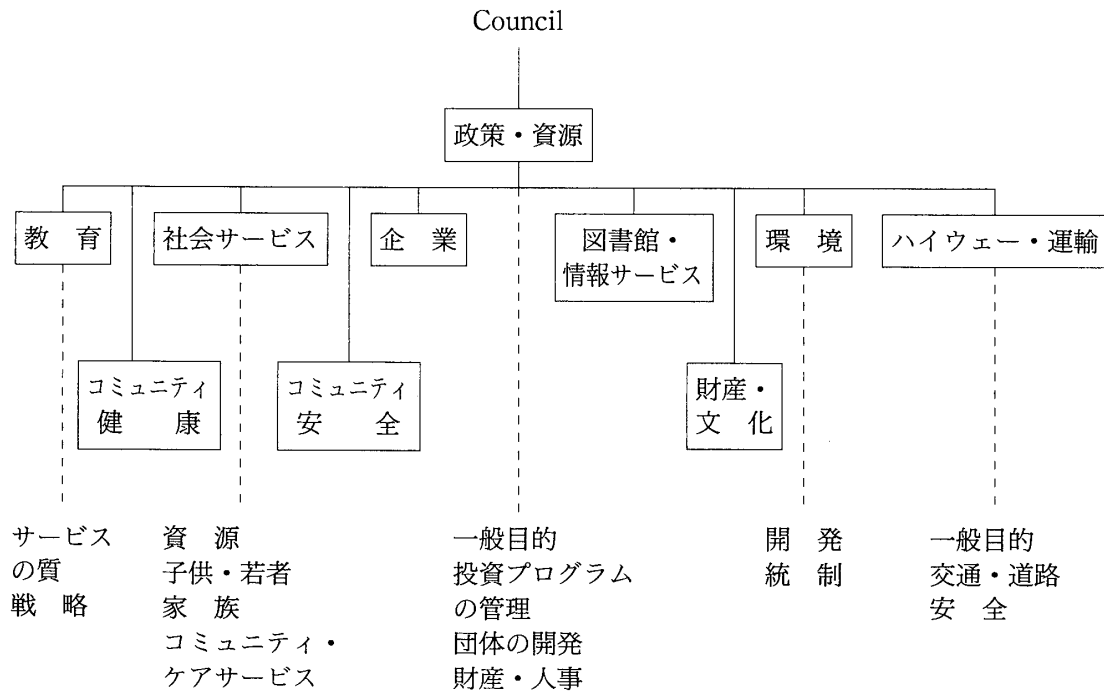 Council
政策・資源
教　育
社会サービス
企　業
図書館・
情報サービス
環　境
ハイウェー・運輸
コミュニティ
健　康
コミュニティ
安　全
財産・
文　化
サービス
の質
戦　略
資　源
子供・若者
家　族
コミュニティ・
ケアサービス
一般目的
投資プログラム
の管理
団体の開発
財産・人事
開　発
統　制
一般目的
交通・道路
安　全